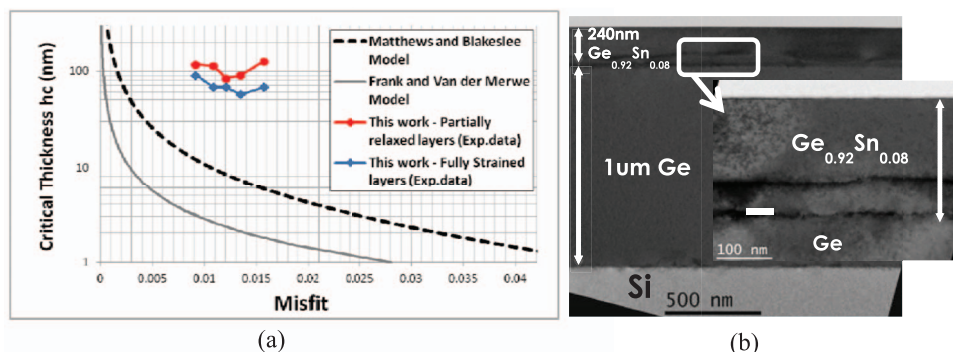 Critical Thickness hc (nm)
100
10
1
0
0.005
0.01
0.015
0.02
0.025
0.03
0.035
0.04
Misfit
Matthews and Blakeslee
Model
Frank and Van der Merwe
Model
This work - Partially
relaxed layers (Exp.data)
This work - Fully Strained
layers (Exp.data)
(a)
240nm
Ge0.92Sn0.08
1um Ge
Ge0.92Sn0.08
Ge
100 nm
Si
500 nm
(b)